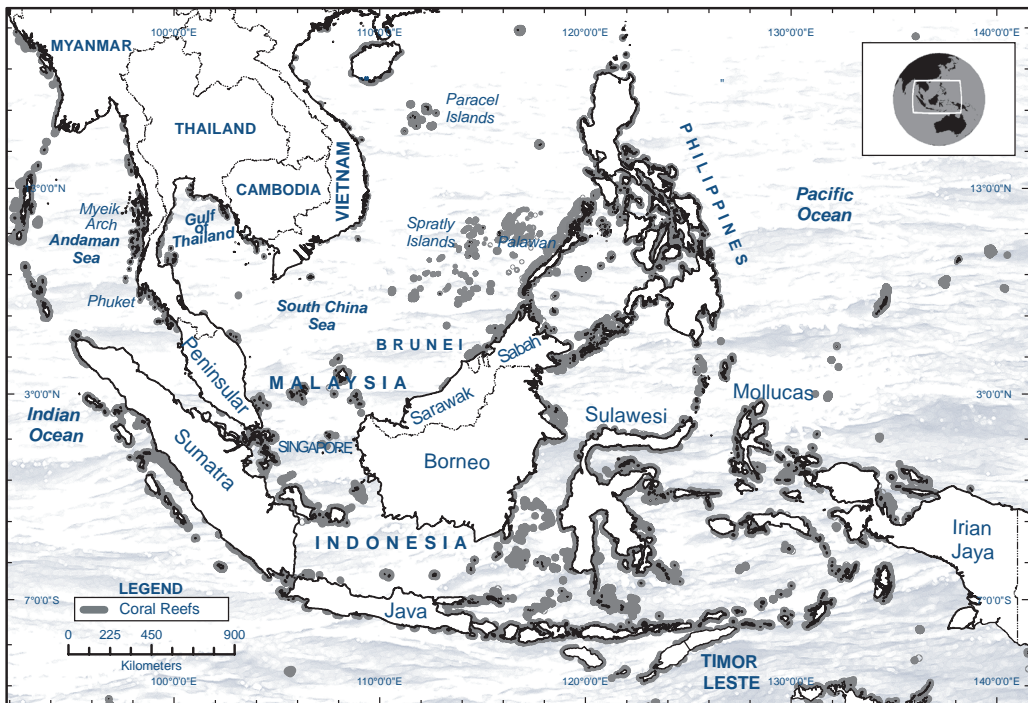 100°0'0"E
110°0'0"E
120°0'0"E
130°0'0"E
140°0'0"E
MYANMAR
Paracel
Islands
THAILAND
VIETNAM
PHILIPPINES
CAMBODIA
13°0'0"N
13°0'0"N
Pacific
Ocean
Myeik
Arch
Andaman
Sea
Gulf
of
Thailand
Spratly
Islands
Palawan
Phuket
South China
Sea
BRUNEI
Sabah
Peninsular
MALAYSIA
3°0'0"N
3°0'0"N
Sarawak
Mollucas
Indian
Ocean
Sulawesi
SINGAPORE
Sumatra
Borneo
INDONESIA
Irian
Jaya
LEGEND
Coral Reefs
Java
7°0'0"S
7°0'0"S
0 225 450 900
Kilometers
TIMOR
LESTE
100°0'0"E
110°0'0"E
120°0'0"E
130°0'0"E
140°0'0"E